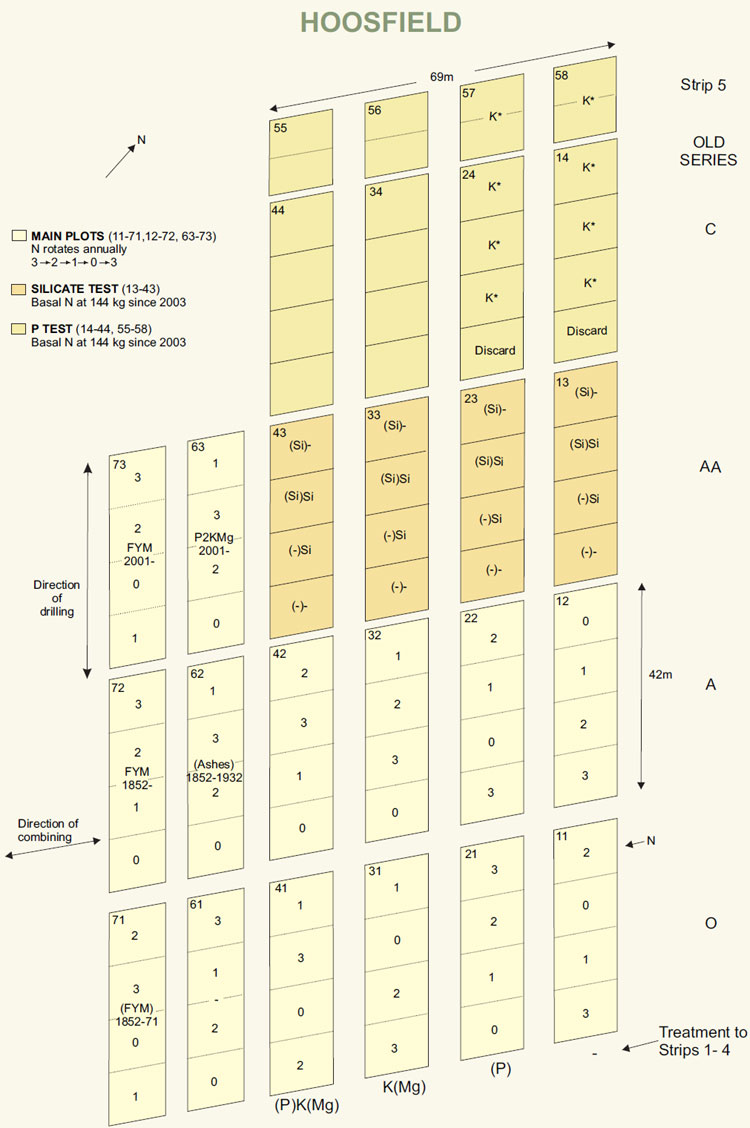 HOOSFIELD
69m
Strip 5
N
55
56
57
K*
58
K*
OLD
SERIES
MAIN PLOTS (11-71,12-72, 63-73)
N rotates annually
3→2→1→0→3
SILICATE TEST (13-43)
Basal N at 144 kg since 2003
P TEST (14-44, 55-58)
Basal N at 144 kg since 2003
44
34
24
K*
K*
K*
Discard
14
K*
K*
K*
Discard
C
73
3
2
FYM
2001-
0
1
63
1
3
P2KMg
2001-
2
0
43
(Si)-
(Si)Si
(-)Si
(-)-
33
(Si)-
(Si)Si
(-)Si
(-)-
23
(Si)-
(Si)Si
(-)Si
(-)-
13
(Si)-
(Si)Si
(-)Si
(-)-
AA
Direction
of
drilling
72
3
2
FYM
1852-
1
0
62
1
3
(Ashes)
1852-1932
2
0
42
2
3
1
0
32
1
2
3
0
22
2
1
0
3
12
0
1
2
3
42m
A
Direction of
combining
71
2
3
(FYM)
1852-71
0
1
61
3
1
-
2
0
41
1
3
0
2
31
1
0
2
3
21
3
2
1
0
11
2
0
1
3
N
O
(P)K(Mg)
K(Mg)
(P)
-
Treatment to
Strips 1- 4